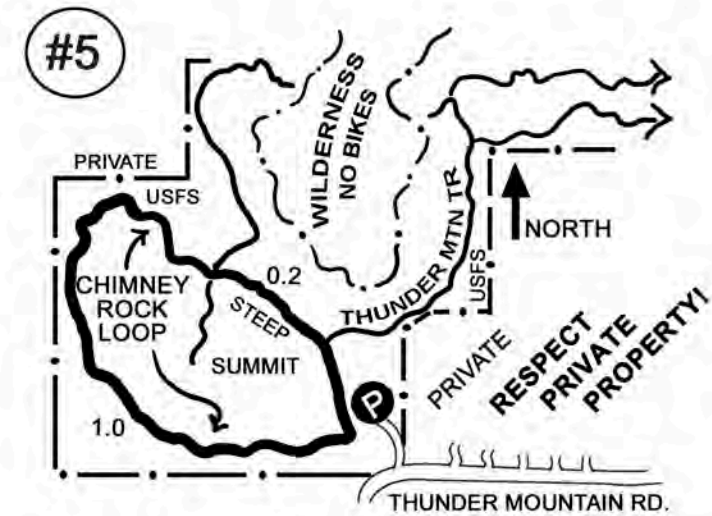 #5
WILDERNESS
NO BIKES
PRIVATE
USFS
THUNDER MTN TR
NORTH
USFS
CHIMNEY
ROCK
LOOP
0.2
STEEP
SUMMIT
1.0
P
PRIVATE
RESPECT
PRIVATE
PROPERTY!
THUNDER MOUNTAIN RD.